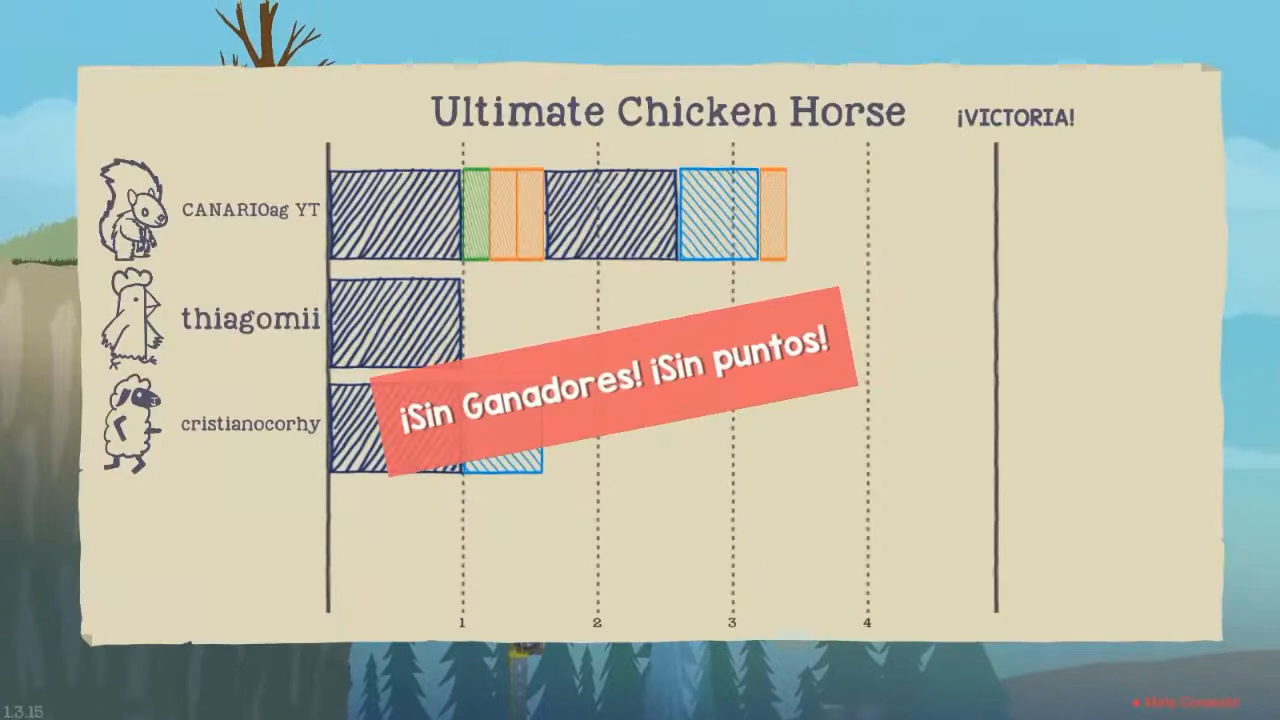 Ultimate Chicken Horse
¡VICTORIA!
CANARIOag YT
thiagomii
cristianocorhy
¡Sin Ganadores! ¡Sin puntos!
1 2 3 4
1.3.15